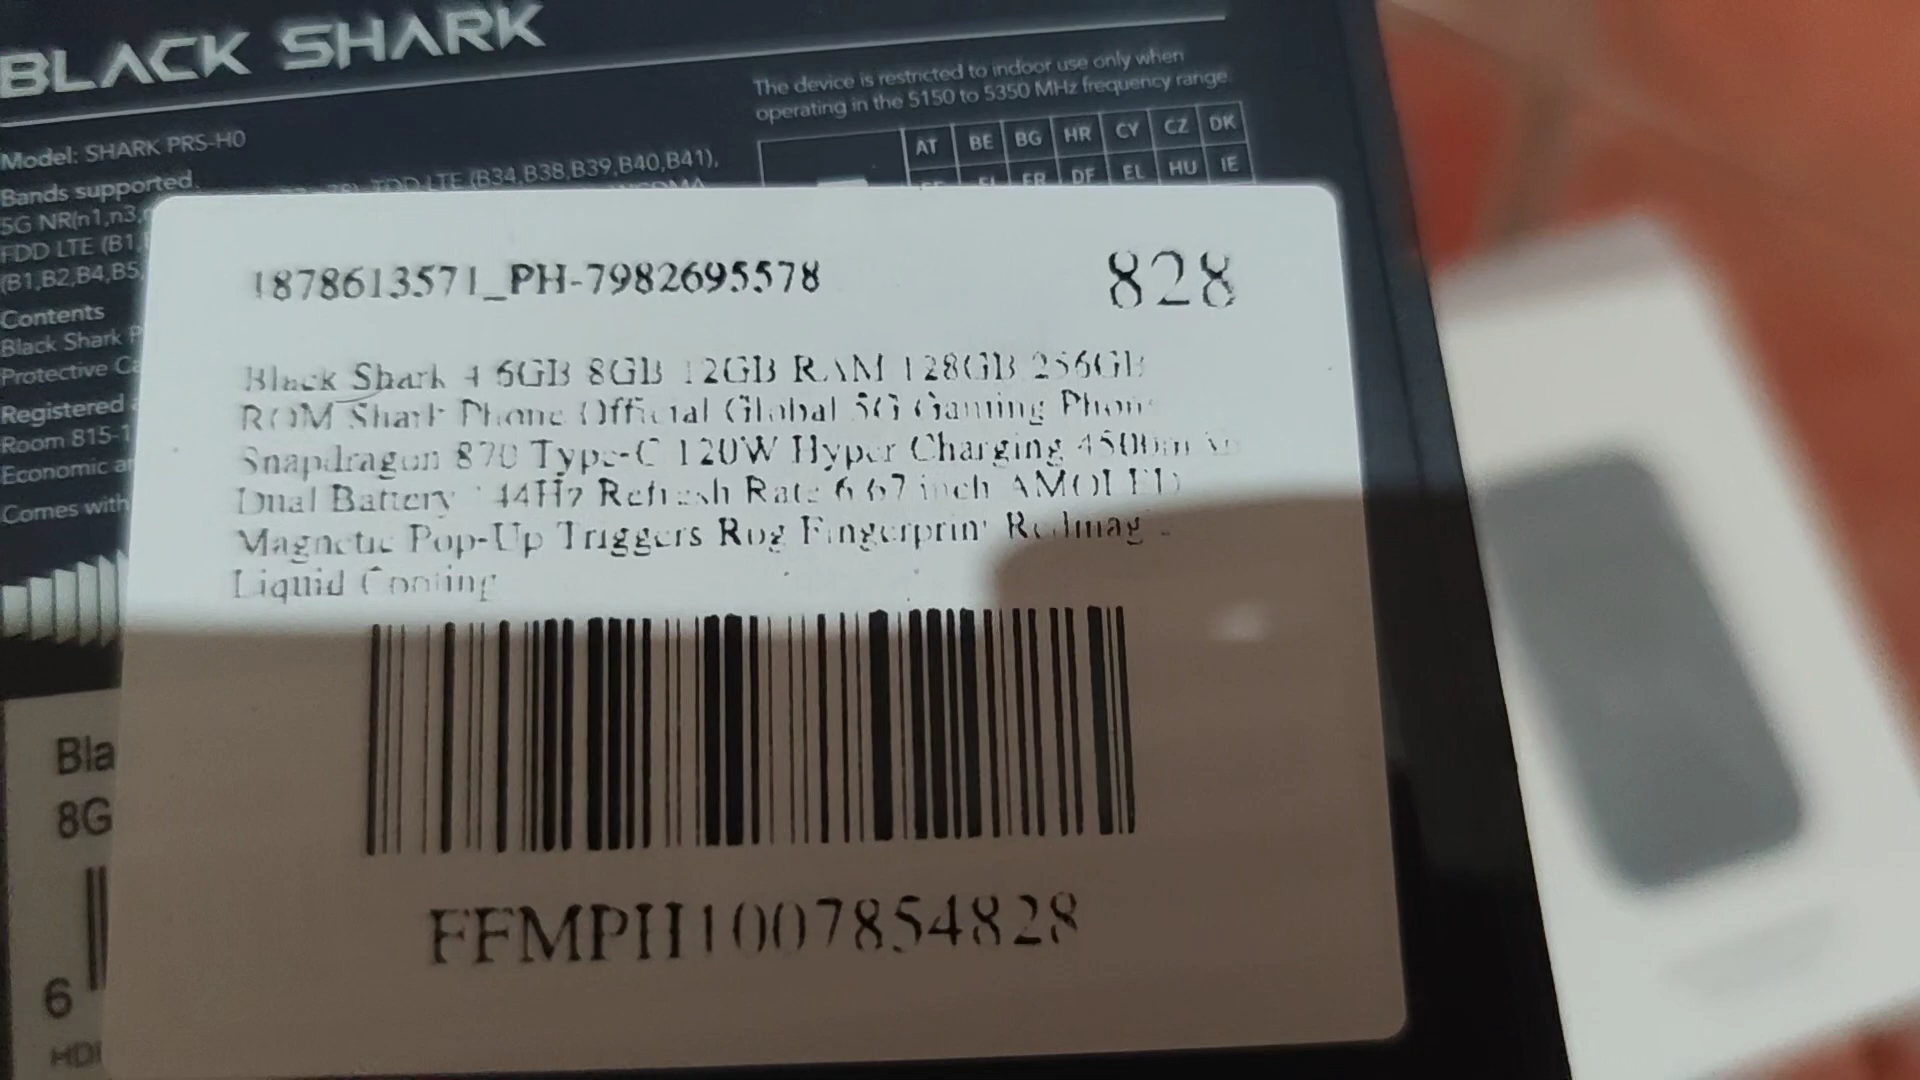 BLACK SHARK
Model: SHARK PRS-H0
Bands supported.
5G NR(n1,n3,
TDD LTE (B34,B38,B39,B40,B41),
FDD LTE (B1,
(B1,B2,B4,B5,
Contents
Black Shark
Protective
Registered
Room 815-1
Economic
Comes with
The device is restricted to indoor use only when
operating in the 5150 to 5350 MHz frequency range.
AT BE BG HR CY CZ DK
FR DE EL HU IE
1878613571_PH-7982695578
828
Black Shark 4 6GB 8GB 12GB RAM 128GB 256GB
ROM Shark Phone Official Global 5G Gaming Phone
Snapdragon 870 Type-C 120W Hyper Charging
Dual Battery 144Hz Refresh Rate 6.67 inch AMOLED
Magnetic Pop-Up Triggers Rog Fingerprint Redmagic
Liquid Cooling
FFMPH1007854828
Bla
8G
6
HDI